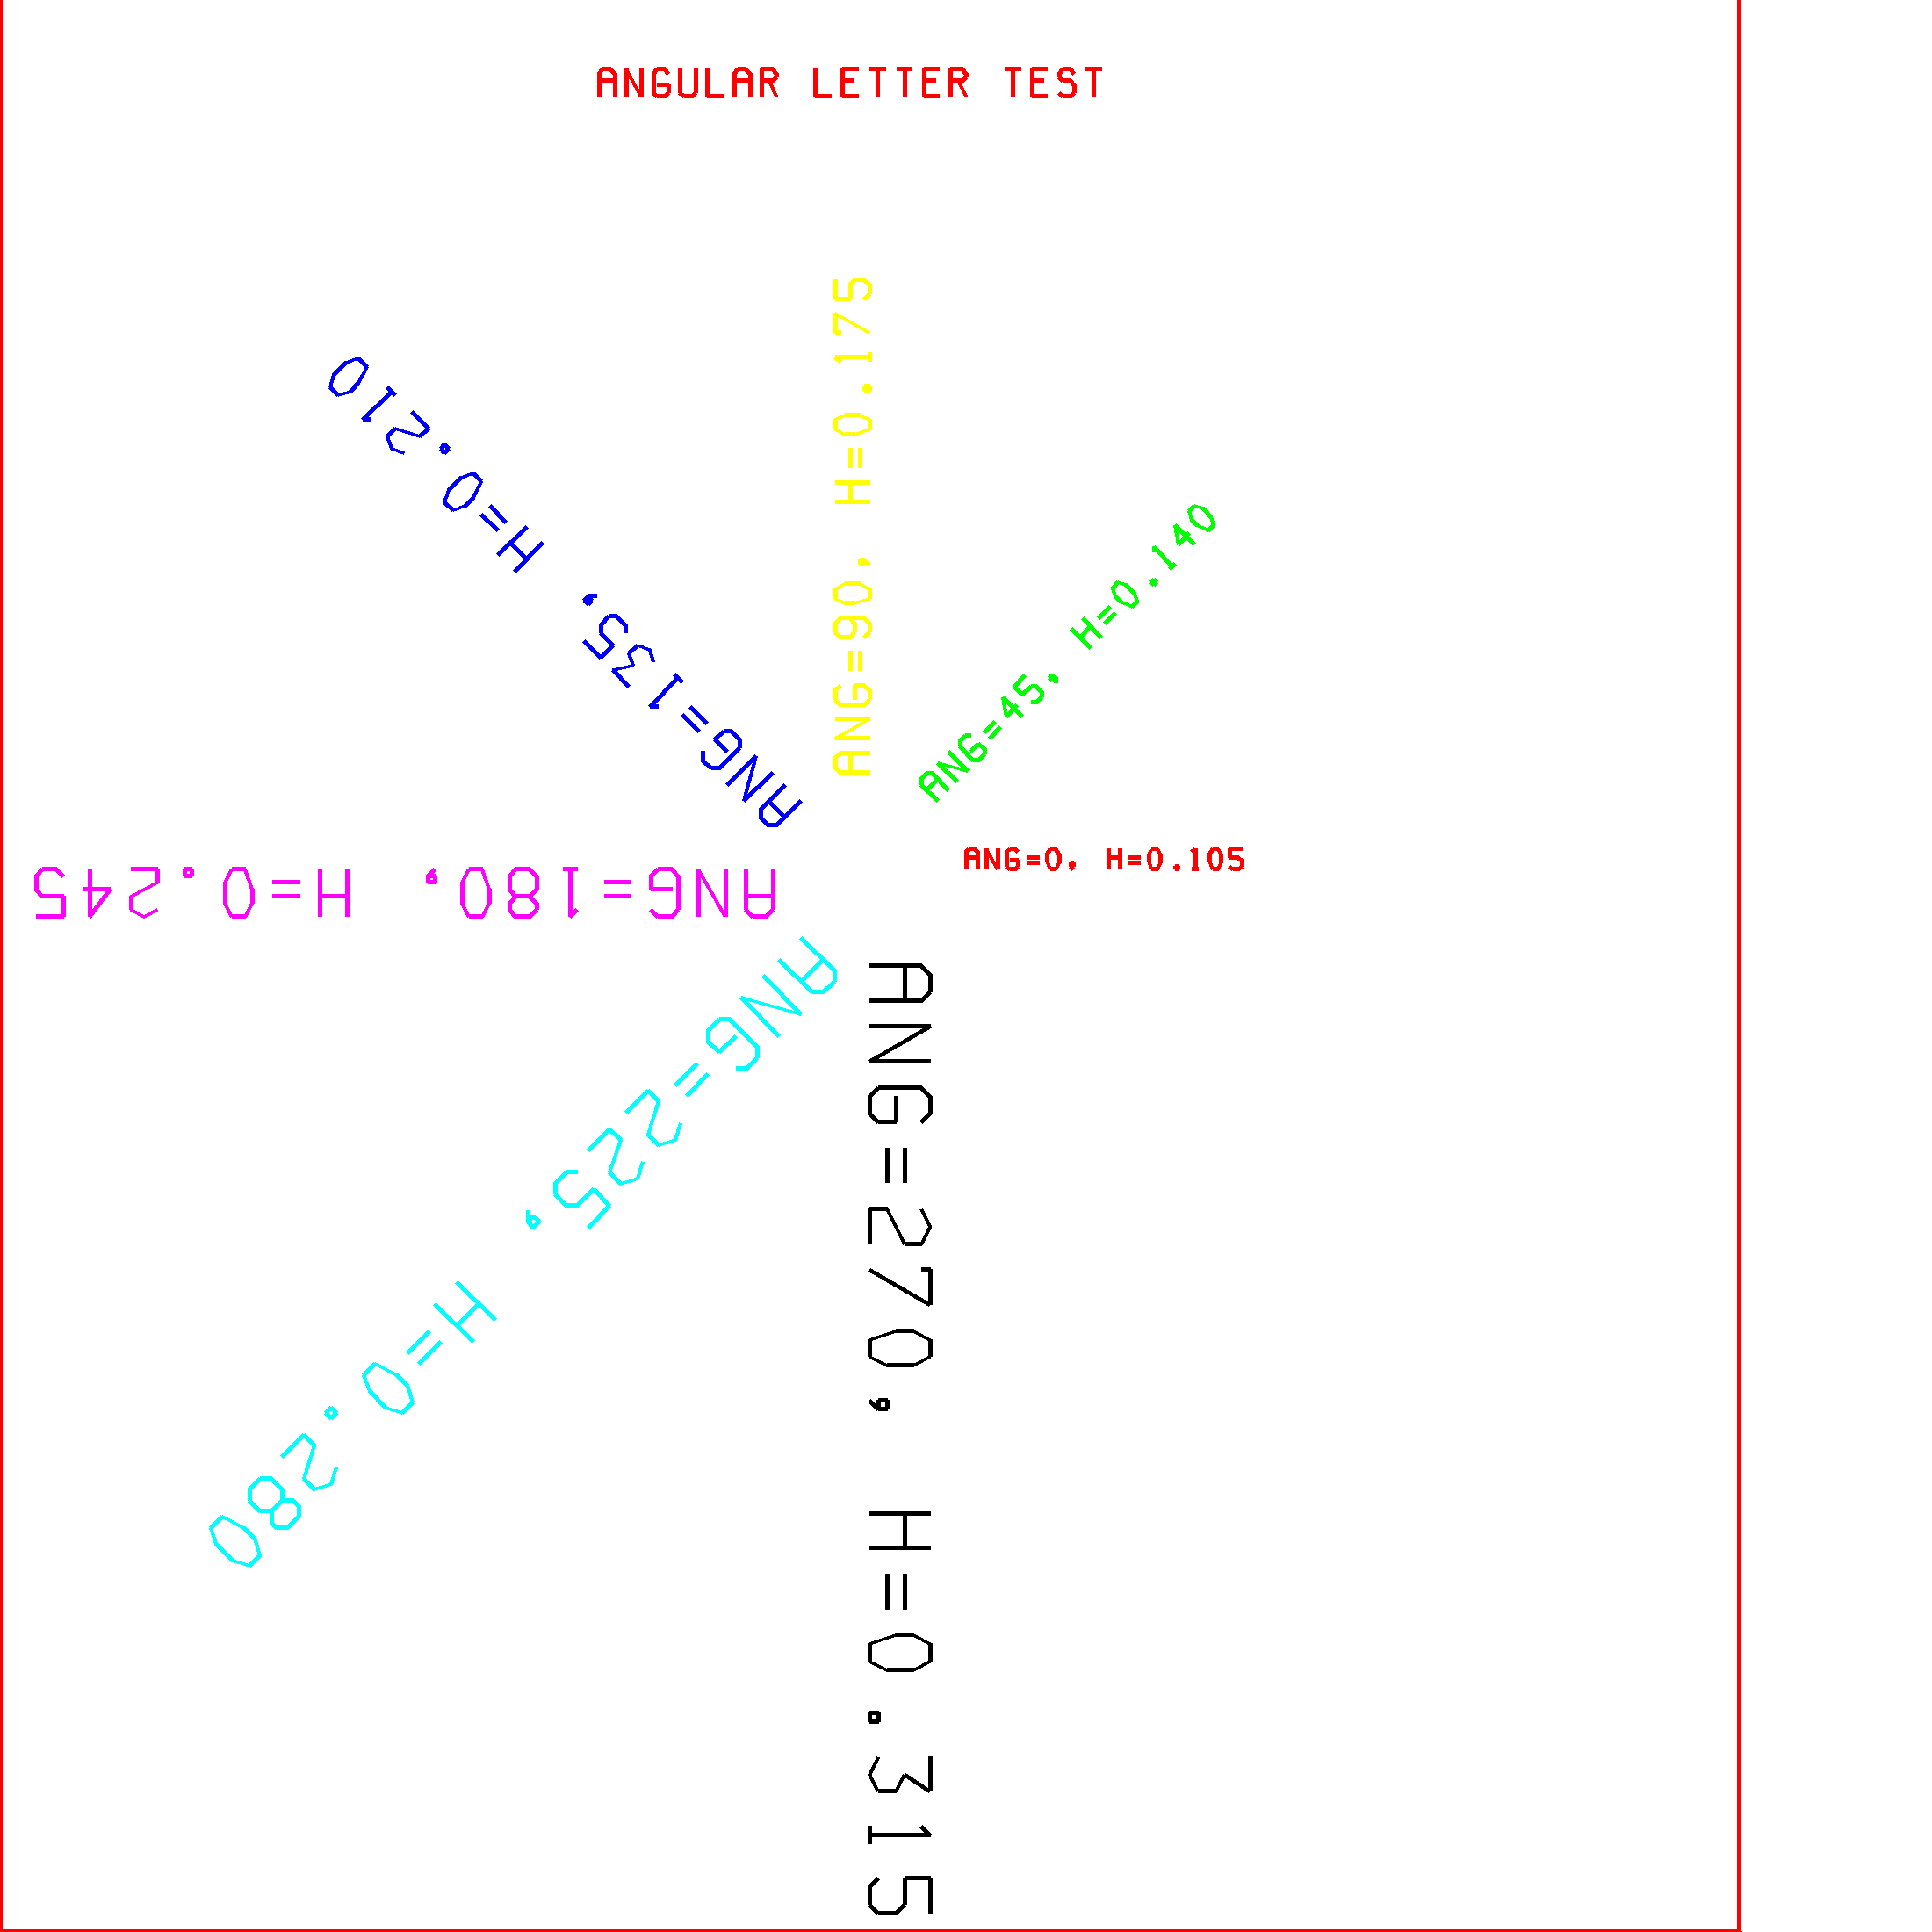 ANGULAR LETTER TEST
ANG=0, H=0.105
ANG=45, H=0.140
ANG=90, H=0.175
ANG=135, H=0.210
ANG=180, H=0.245
ANG=225, H=0.280
ANG=270, H=0.315